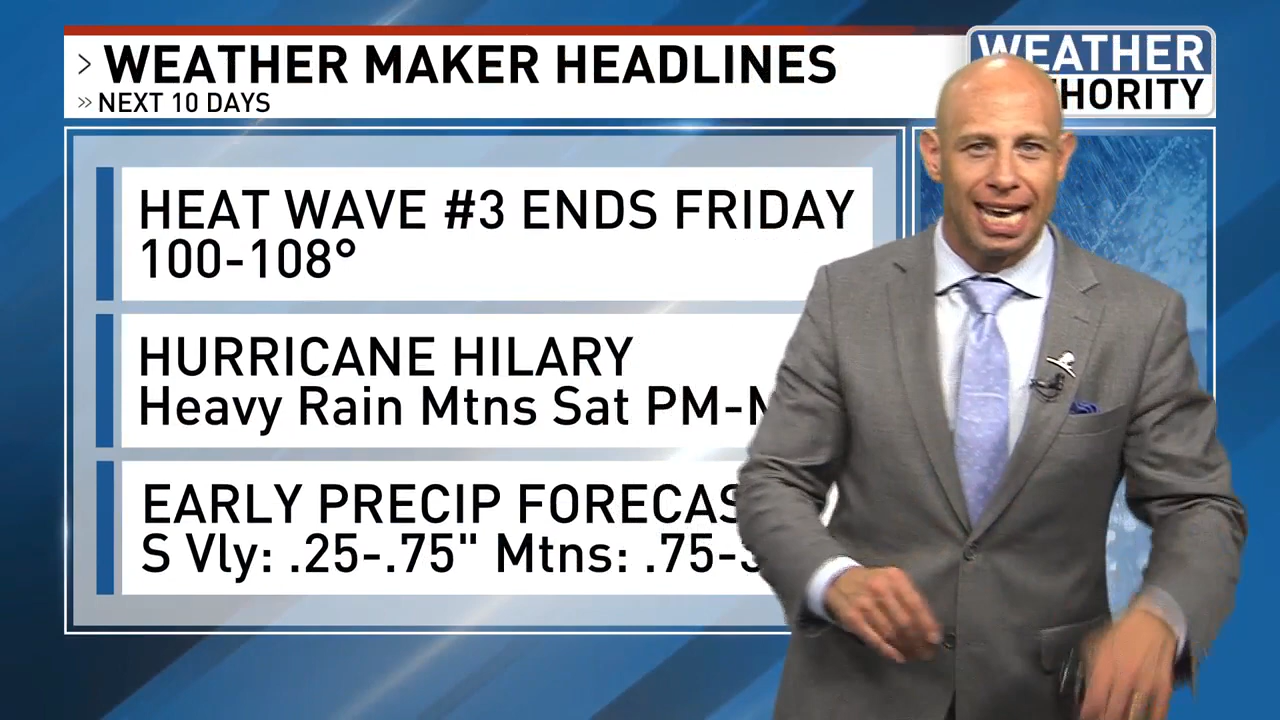 > WEATHER MAKER HEADLINES
» NEXT 10 DAYS
WEATHER
HEAT WAVE #3 ENDS FRIDAY
100-108°
HURRICANE HILARY
Heavy Rain Mtns Sat PM-
EARLY PRECIP FORECAS
S Vly: .25-.75" Mtns: .75-